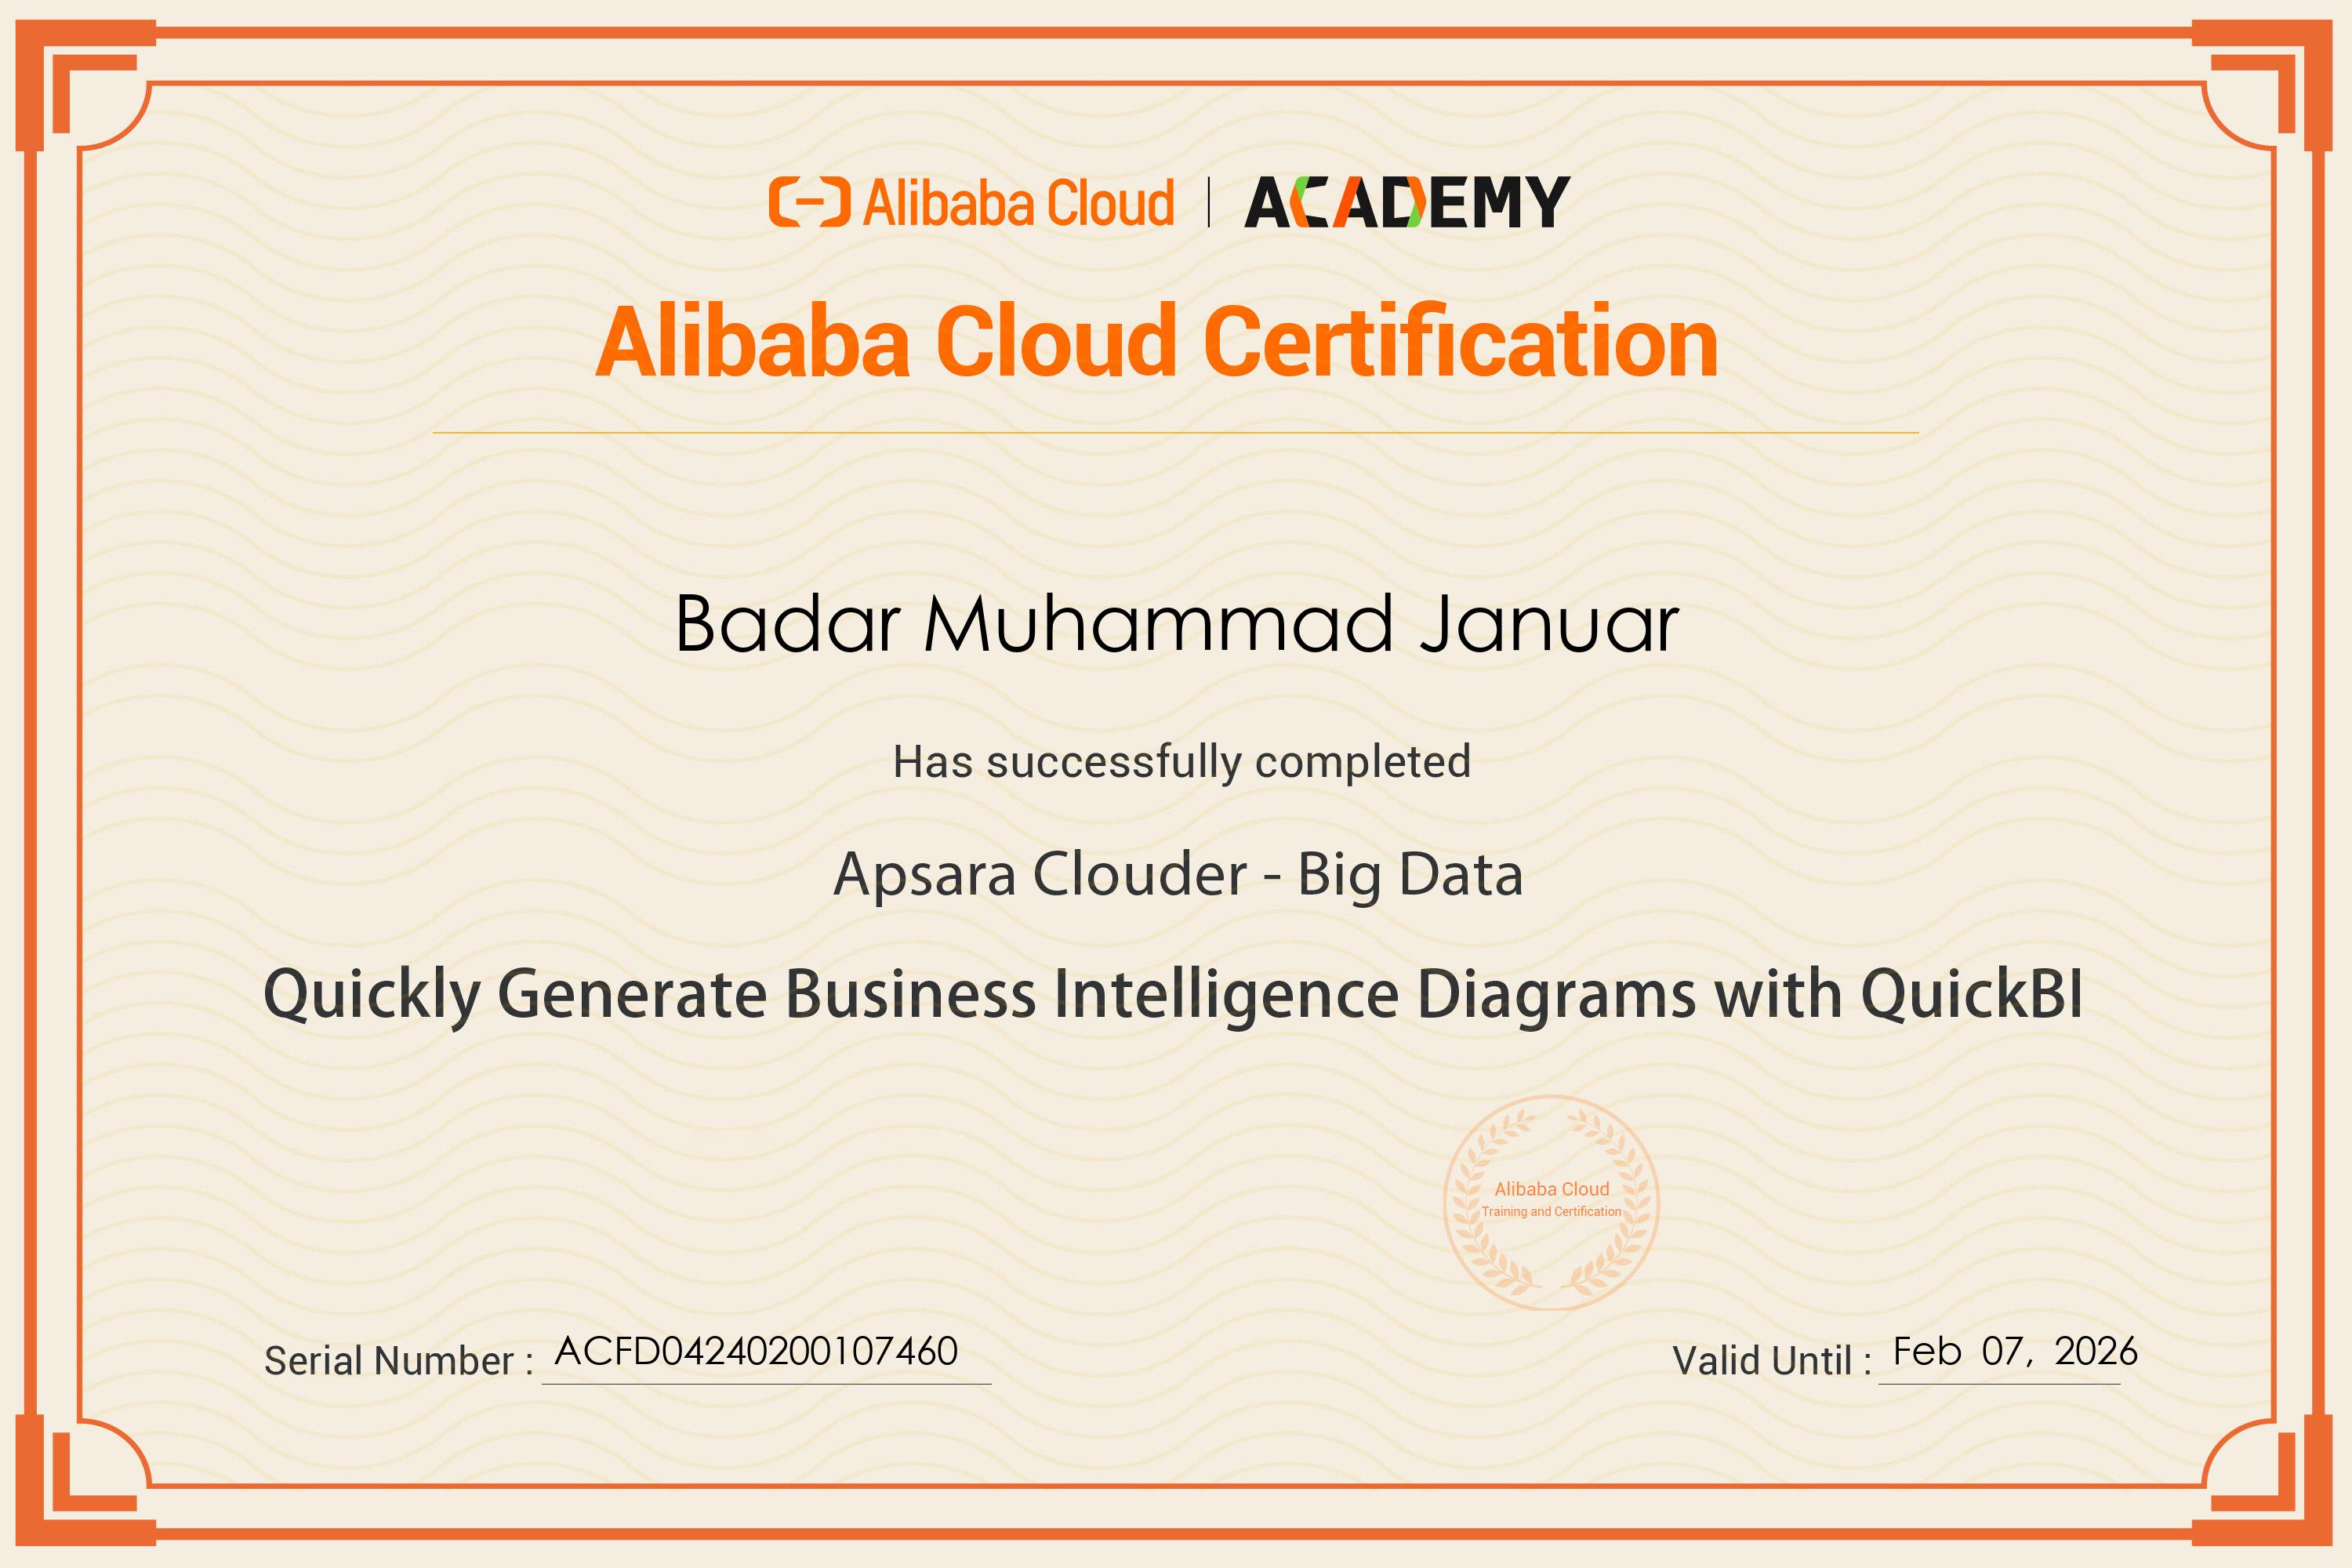 Alibaba Cloud | ACADEMY
Alibaba Cloud Certification
Badar Muhammad Januar
Has successfully completed
Apsara Clouder - Big Data
Quickly Generate Business Intelligence Diagrams with QuickBI
Alibaba Cloud
Training and Certification
Serial Number : ACFD04240200107460
Valid Until : Feb 07, 2026